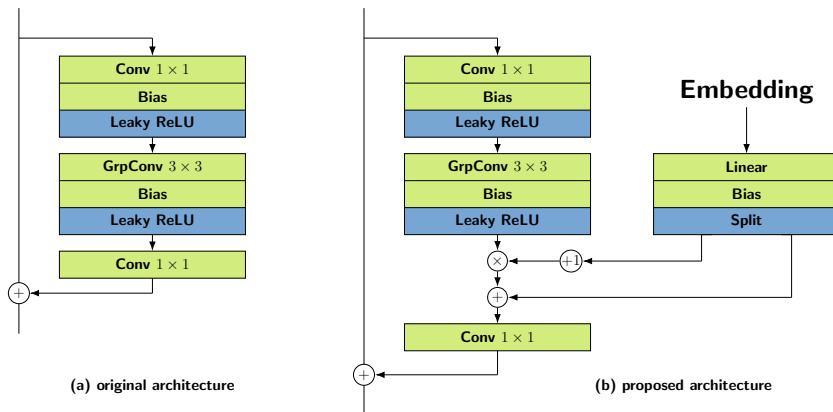 Conv 1 × 1
Bias
Leaky ReLU
GrpConv 3 × 3
Bias
Leaky ReLU
Conv 1 × 1
+
(a) original architecture
Conv 1 × 1
Bias
Leaky ReLU
GrpConv 3 × 3
Bias
Leaky ReLU
Embedding
Linear
Bias
Split
×
+1
+
Conv 1 × 1
+
(b) proposed architecture